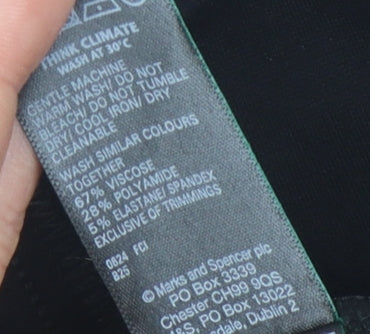 THINK CLIMATE
WASH AT 30°C
GENTLE MACHINE
WARM WASH/ DO NOT
BLEACH/ DO NOT TUMBLE
DRY/ COOL IRON/ DRY
CLEANABLE
WASH SIMILAR COLOURS
TOGETHER
67% VISCOSE
28% POLYAMIDE
5% ELASTANE/ SPANDEX
EXCLUSIVE OF TRIMMINGS
0824 FCI
825
© Marks and Spencer plc
PO Box 3339
Chester CH99 9QS
M&S, PO Box 13022
Dublin 2